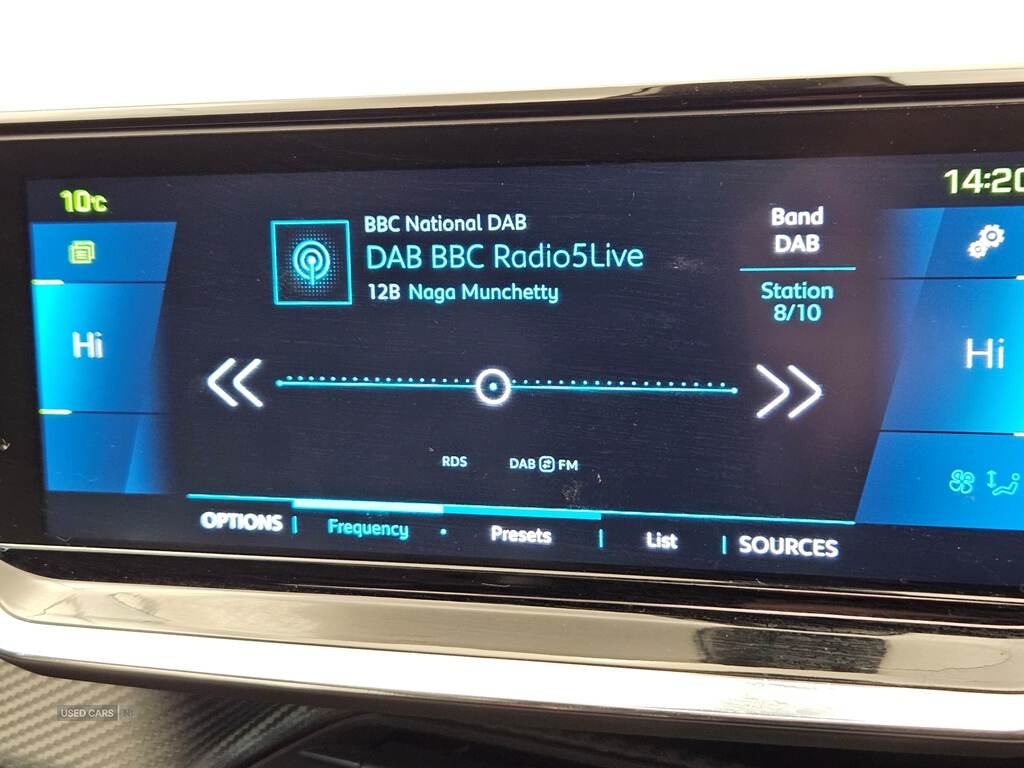 10°C
14:20
BBC National DAB
DAB BBC Radio5Live
12B Naga Munchetty
Band
DAB
Station
8/10
Hi
Hi
RDS
DAB FM
OPTIONS | Frequency • Presets | List | SOURCES
USED CARS NI